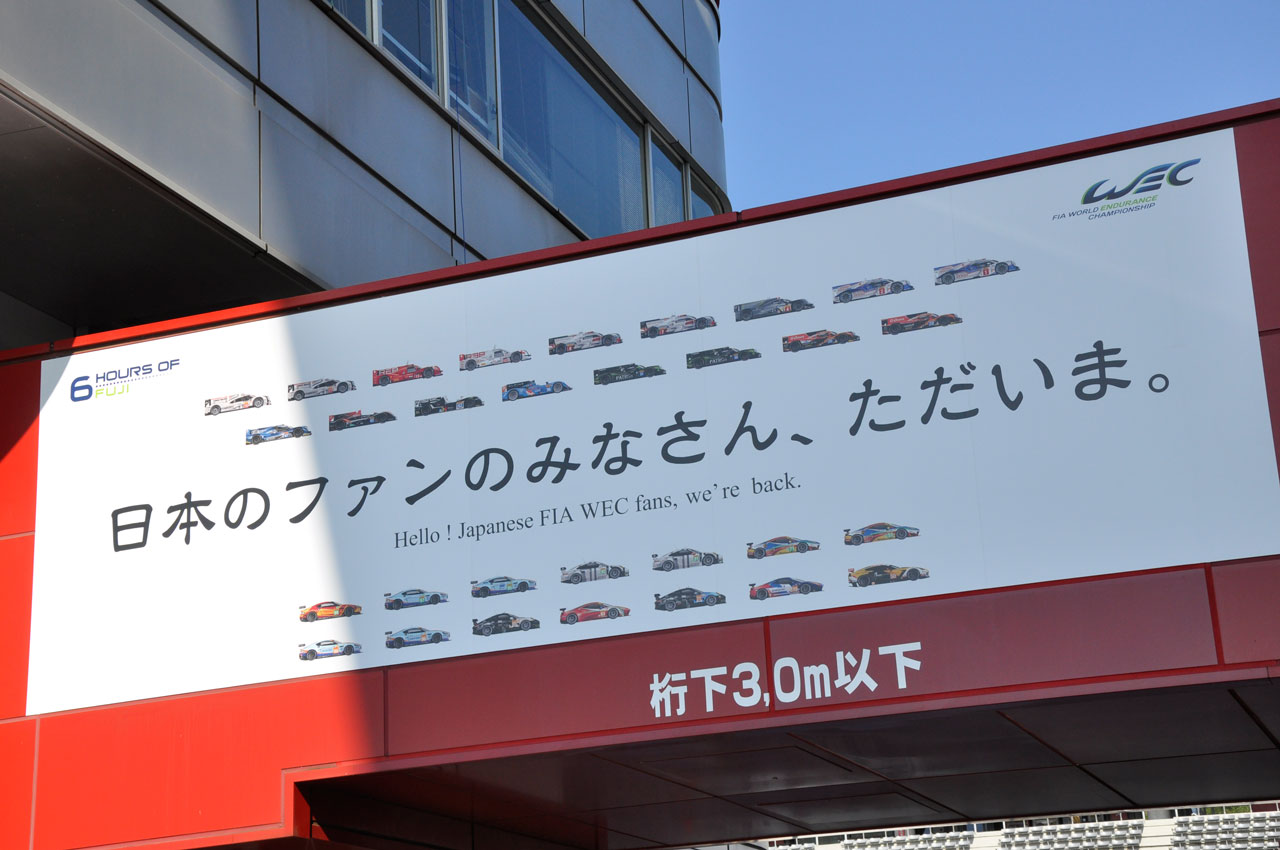 6 HOURS OF
FUJI
WEC
FIA WORLD ENDURANCE
CHAMPIONSHIP
日本のファンのみなさん、ただいま。
Hello ! Japanese FIA WEC fans, we're back.
桁下3,0m以下